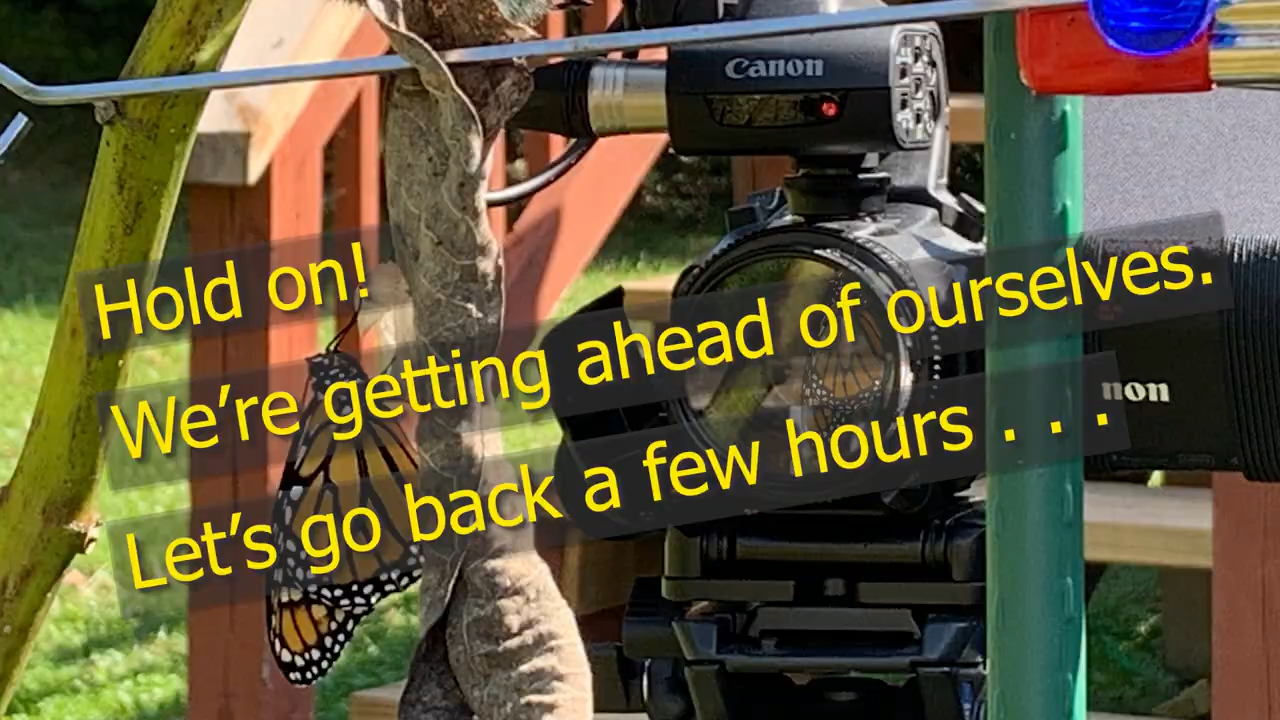 Canon
Hold on!
We're getting ahead of ourselves.
Let's go back a few hours . . .
non